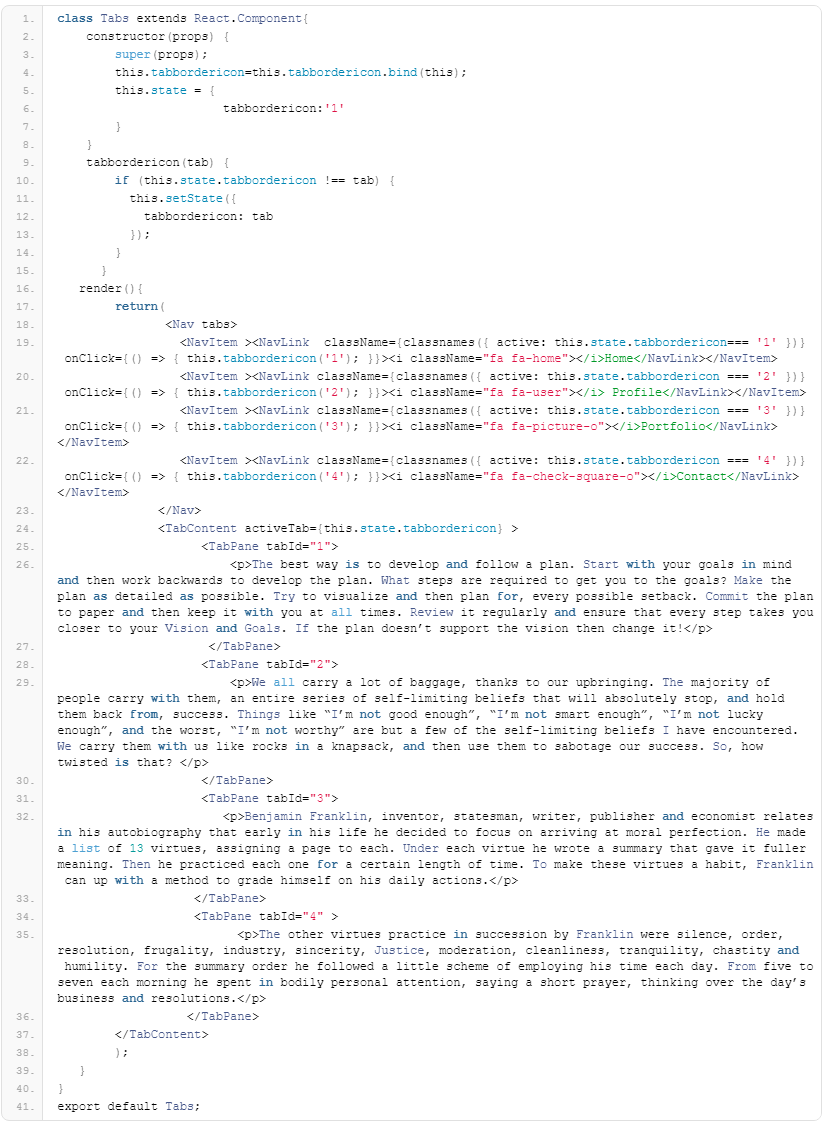 1. class Tabs extends React.Component{
2. constructor(props) {
3. super(props);
4. this.tabbordericon=this.tabbordericon.bind(this);
5. this.state = {
6. tabbordericon:'1'
7. }
8. }
9. tabbordericon(tab) {
10. if (this.state.tabbordericon !== tab) {
11. this.setState({
12. tabbordericon: tab
13. });
14. }
15. }
16. render(){
17. return(
18. <Nav tabs>
19. <NavItem ><NavLink  className={classnames({ active: this.state.tabbordericon=== '1' })}
onClick={() => { this.tabbordericon('1'); }}><i className="fa fa-home"></i>Home</NavLink></NavItem>
20. <NavItem ><NavLink className={classnames({ active: this.state.tabbordericon === '2' })}
onClick={() => { this.tabbordericon('2'); }}><i className="fa fa-user"></i> Profile</NavLink></NavItem>
21. <NavItem ><NavLink className={classnames({ active: this.state.tabbordericon === '3' })}
onClick={() => { this.tabbordericon('3'); }}><i className="fa fa-picture-o"></i>Portfolio</NavLink>
</NavItem>
22. <NavItem ><NavLink className={classnames({ active: this.state.tabbordericon === '4' })}
onClick={() => { this.tabbordericon('4'); }}><i className="fa fa-check-square-o"></i>Contact</NavLink>
</NavItem>
23. </Nav>
24. <TabContent activeTab={this.state.tabbordericon} >
25. <TabPane tabId="1">
26. <p>The best way is to develop and follow a plan. Start with your goals in mind
and then work backwards to develop the plan. What steps are required to get you to the goals? Make the
plan as detailed as possible. Try to visualize and then plan for, every possible setback. Commit the plan
to paper and then keep it with you at all times. Review it regularly and ensure that every step takes you
closer to your Vision and Goals. If the plan doesn’t support the vision then change it!</p>
27. </TabPane>
28. <TabPane tabId="2">
29. <p>We all carry a lot of baggage, thanks to our upbringing. The majority of
people carry with them, an entire series of self-limiting beliefs that will absolutely stop, and hold
them back from, success. Things like “I’m not good enough”, “I’m not smart enough”, “I’m not lucky
enough”, and the worst, “I’m not worthy” are but a few of the self-limiting beliefs I have encountered.
We carry them with us like rocks in a knapsack, and then use them to sabotage our success. So, how
twisted is that? </p>
30. </TabPane>
31. <TabPane tabId="3">
32. <p>Benjamin Franklin, inventor, statesman, writer, publisher and economist relates
in his autobiography that early in his life he decided to focus on arriving at moral perfection. He made
a list of 13 virtues, assigning a page to each. Under each virtue he wrote a summary that gave it fuller
meaning. Then he practiced each one for a certain length of time. To make these virtues a habit, Franklin
can up with a method to grade himself on his daily actions.</p>
33. </TabPane>
34. <TabPane tabId="4" >
35. <p>The other virtues practice in succession by Franklin were silence, order,
resolution, frugality, industry, sincerity, Justice, moderation, cleanliness, tranquility, chastity and
humility. For the summary order he followed a little scheme of employing his time each day. From five to
seven each morning he spent in bodily personal attention, saying a short prayer, thinking over the day’s
business and resolutions.</p>
36. </TabPane>
37. </TabContent>
38. );
39. }
40. }
41. export default Tabs;